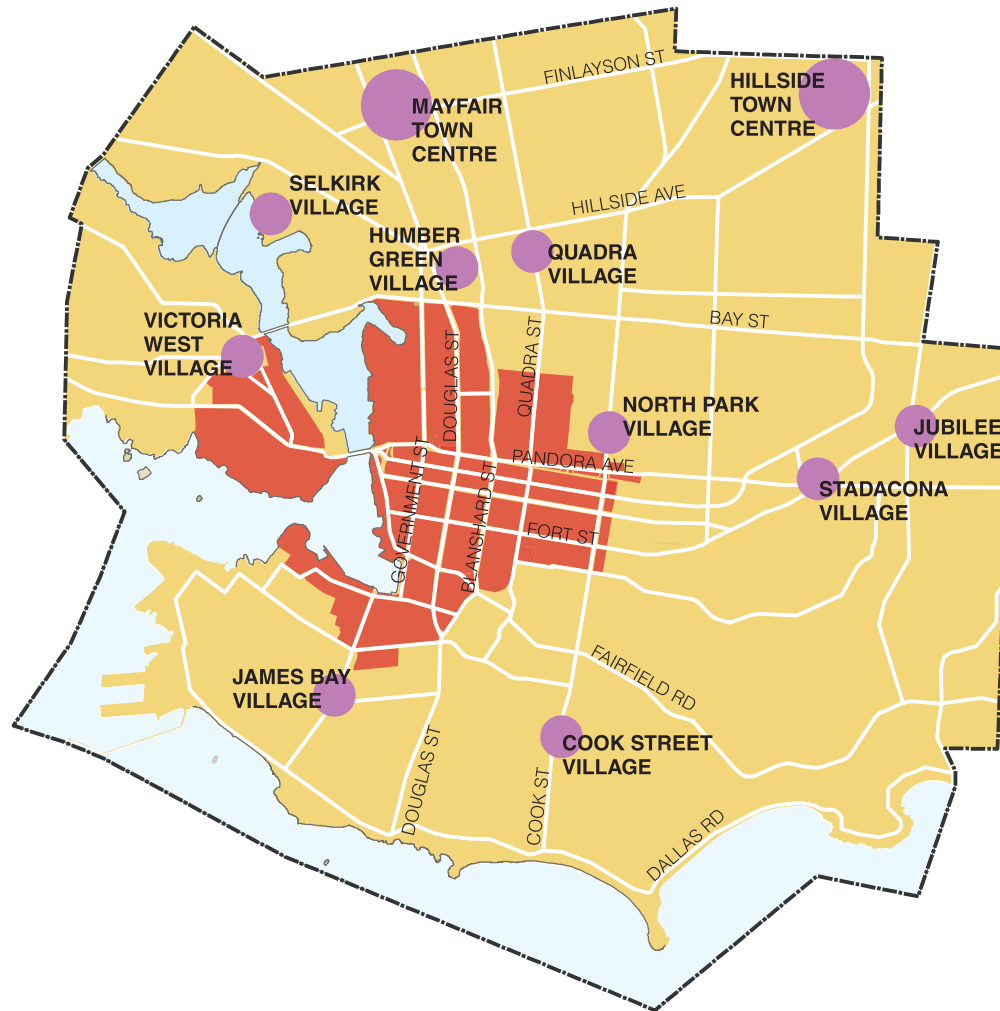 FINLAYSON ST
HILLSIDE
TOWN
CENTRE
MAYFAIR
TOWN
CENTRE
SELKIRK
VILLAGE
HILLSIDE AVE
HUMBER
GREEN
VILLAGE
QUADRA
VILLAGE
VICTORIA
WEST
VILLAGE
BAY ST
DOUGLAS ST
QUADRA ST
NORTH PARK
VILLAGE
JUBILEE
VILLAGE
PANDORA AVE
GOVERNMENT ST
BLANSHARD ST
STADACONA
VILLAGE
FORT ST
JAMES BAY
VILLAGE
FAIRFIELD RD
COOK STREET
VILLAGE
DOUGLAS ST
COOK ST
DALLAS RD